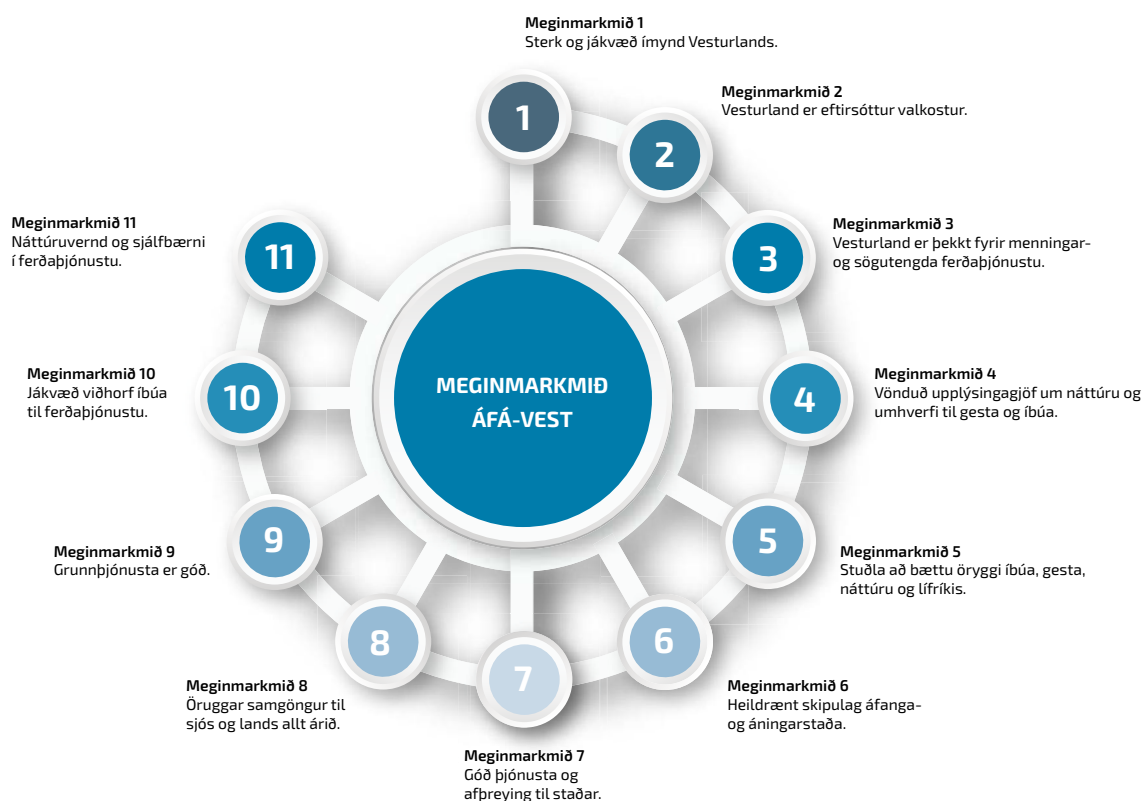 Meginmarkmið 1
Sterk og jákvæð ímynd Vesturlands.
1
Meginmarkmið 2
Vesturland er eftirsóttur valkostur.
2
Meginmarkmið 3
Vesturland er þekkt fyrir menningar-
og sögutengda ferðaþjónustu.
3
Meginmarkmið 4
Vönduð upplýsingagjöf um náttúru og
umhverfi til gesta og íbúa.
4
Meginmarkmið 5
Stuðla að bættu öryggi íbúa, gesta,
náttúru og lífríkis.
5
Meginmarkmið 6
Heildrænt skipulag áfanga-
og áningarstaða.
6
Meginmarkmið 7
Góð þjónusta og
afþreying til staðar.
7
Meginmarkmið 8
Öruggar samgöngur til
sjós og lands allt árið.
8
Meginmarkmið 9
Grunnþjónusta er góð.
9
Meginmarkmið 10
Jákvæð viðhorf íbúa
til ferðaþjónustu.
10
Meginmarkmið 11
Náttúruvernd og sjálfbærni
í ferðaþjónustu.
11
MEGINMARKMIÐ
ÁFÁ-VEST